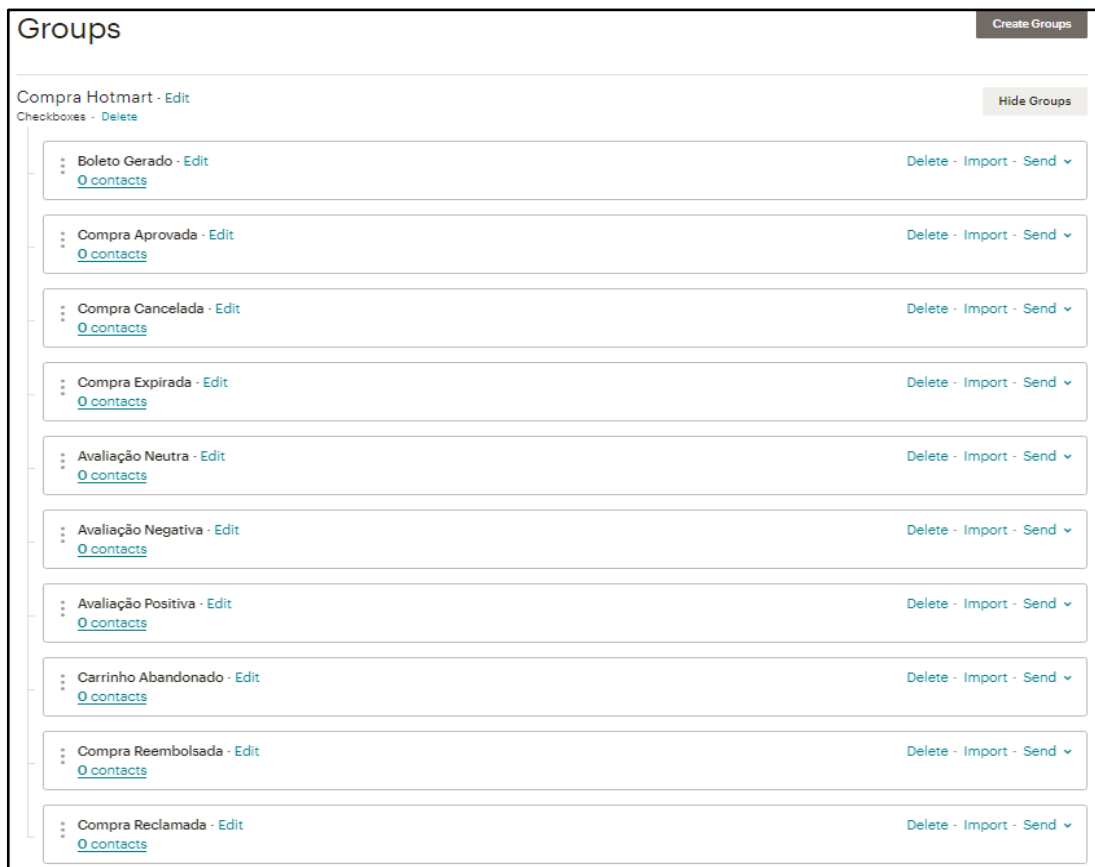 Groups
Create Groups
Compra Hotmart · Edit
Hide Groups
Checkboxes - Delete
Boleto Gerado · Edit
Delete - Import - Send
0 contacts
Compra Aprovada · Edit
Delete - Import - Send
0 contacts
Compra Cancelada · Edit
Delete - Import - Send
0 contacts
Compra Expirada · Edit
Delete - Import - Send
0 contacts
Avaliação Neutra · Edit
Delete - Import - Send
0 contacts
Avaliação Negativa · Edit
Delete - Import - Send
0 contacts
Avaliação Positiva · Edit
Delete - Import - Send
0 contacts
Carrinho Abandonado · Edit
Delete - Import - Send
0 contacts
Compra Reembolsada · Edit
Delete - Import - Send
0 contacts
Compra Reclamada · Edit
Delete - Import - Send
0 contacts